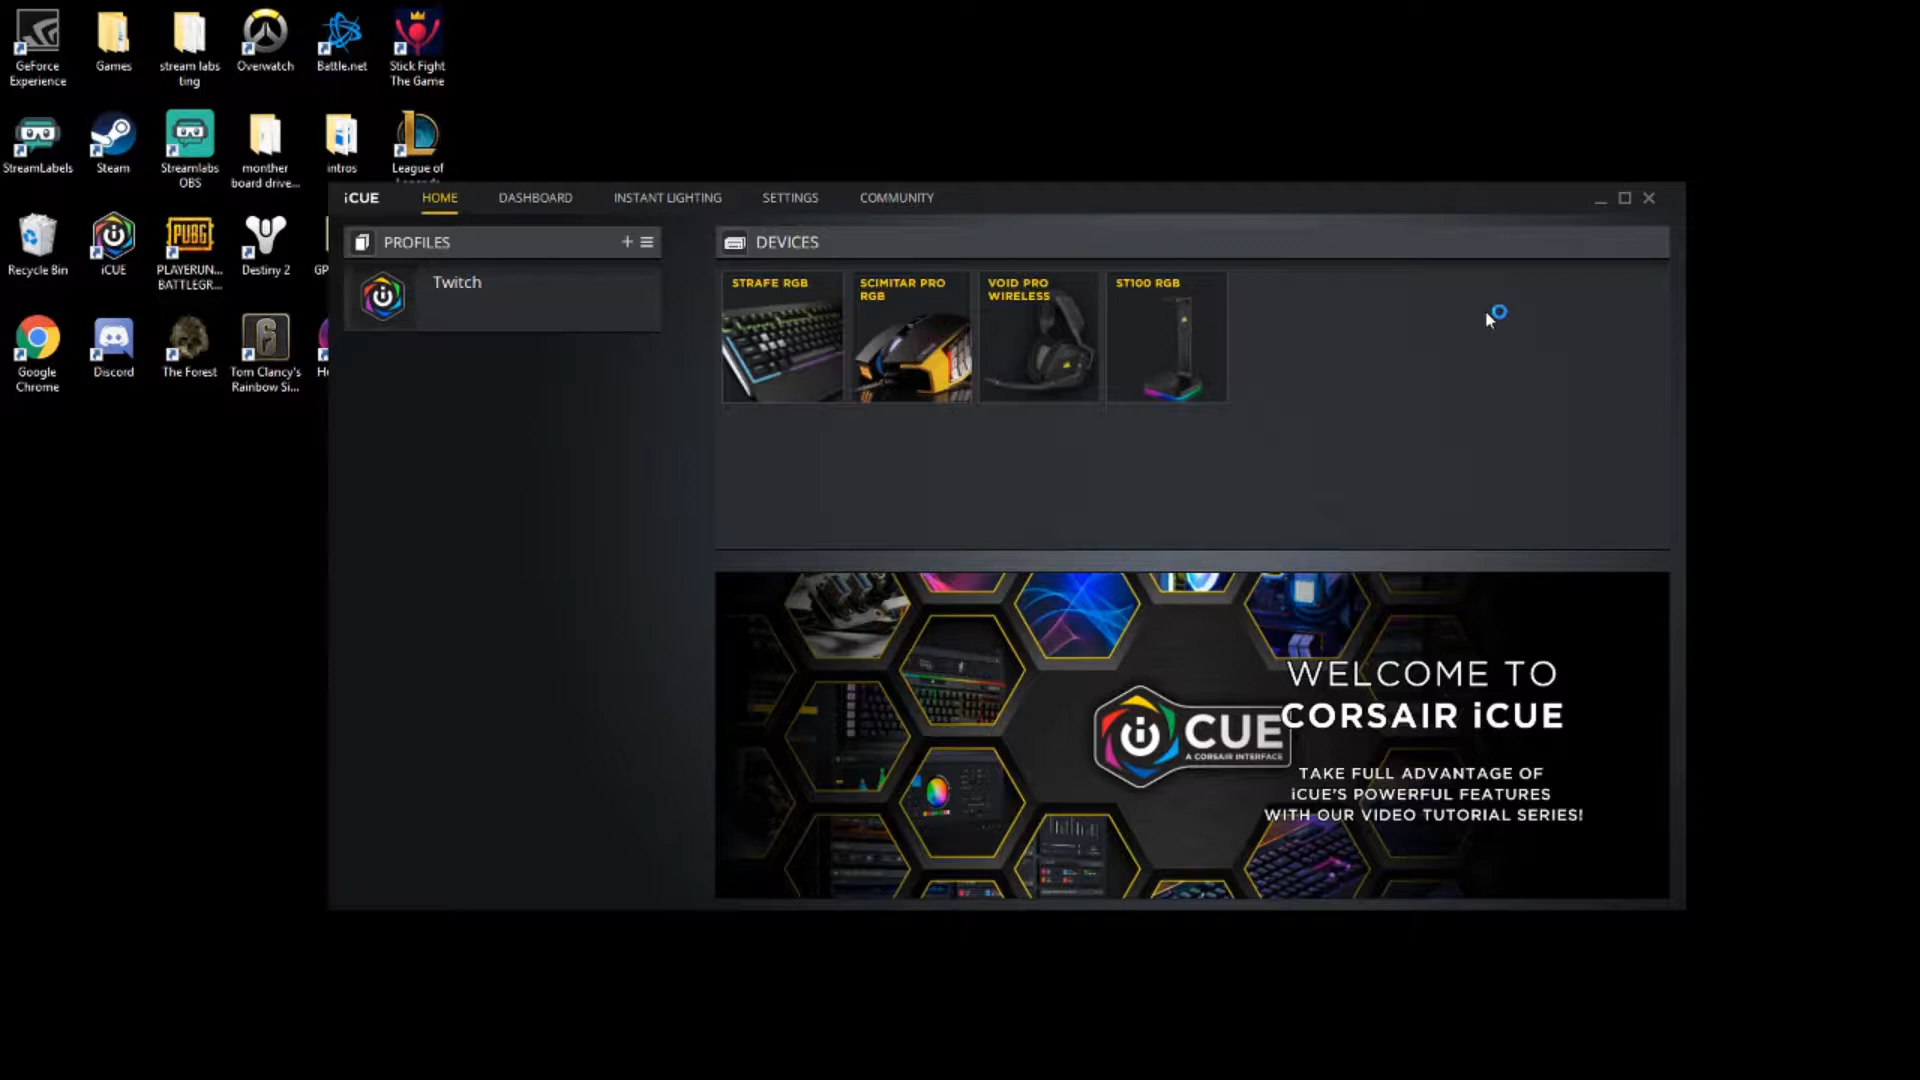 GeForce
Experience
Games
stream labs
ting
Overwatch
Battle.net
Stick Fight
The Game
StreamLabels
Steam
Streamlabs
OBS
monther
board drive...
intros
League of
Recycle Bin
iCUE
PLAYERUN...
BATTLEGR...
Destiny 2
GP
Google
Chrome
Discord
The Forest
Tom Clancy's
Rainbow Si...
PUBG
iCUE
HOME
DASHBOARD
INSTANT LIGHTING
SETTINGS
COMMUNITY
PROFILES
Twitch
DEVICES
STRAFE RGB
SCIMITAR PRO
RGB
VOID PRO
WIRELESS
ST100 RGB
CUE
A CORSAIR INTERFACE
WELCOME TO
CORSAIR iCUE
TAKE FULL ADVANTAGE OF
iCUE'S POWERFUL FEATURES
WITH OUR VIDEO TUTORIAL SERIES!